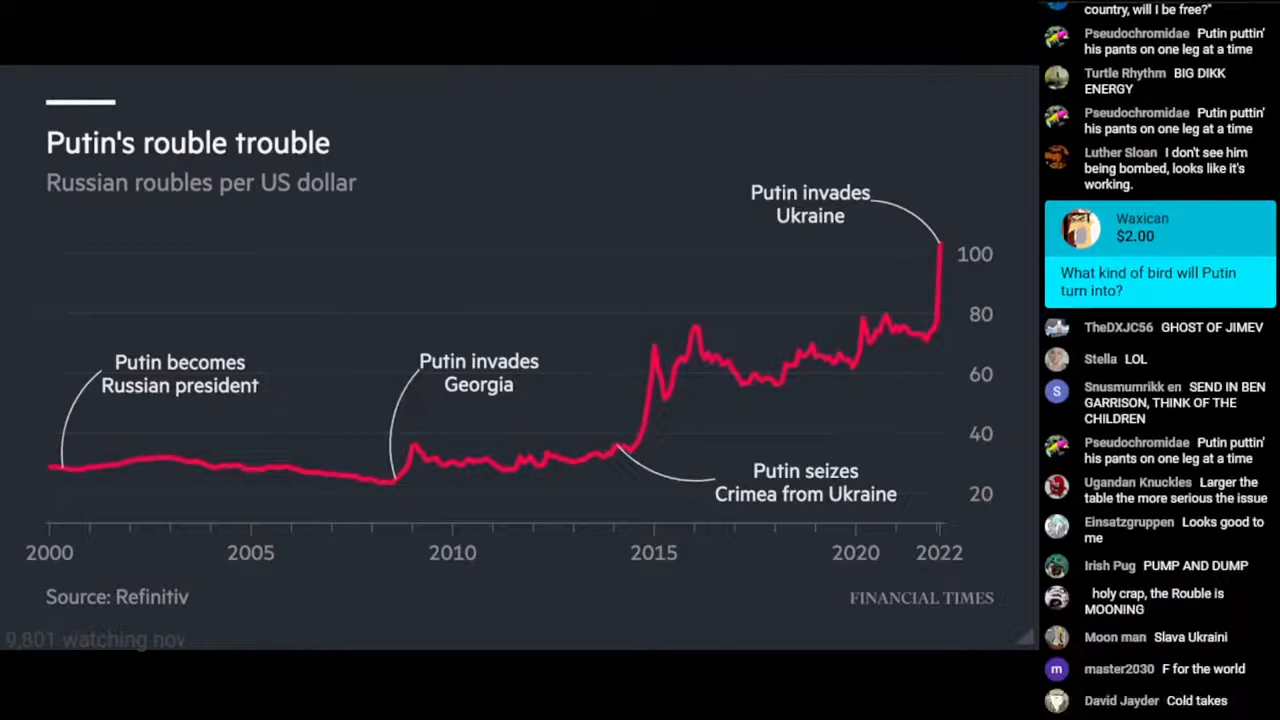 Putin's rouble trouble
Russian roubles per US dollar
Putin invades
Ukraine
100
80
60
40
20
Putin becomes
Russian president
Putin invades
Georgia
Putin seizes
Crimea from Ukraine
2000
2005
2010
2015
2020
2022
Source: Refinitiv
FINANCIAL TIMES
9,801 watching now
country, will I be free?"
Pseudochromidae Putin puttin'
his pants on one leg at a time
Turtle Rhythm BIG DIKK
ENERGY
Pseudochromidae Putin puttin'
his pants on one leg at a time
Luther Sloan I don't see him
being bombed, looks like it's
working.
Waxican
$2.00
What kind of bird will Putin
turn into?
TheDXJC56 GHOST OF JIMEV
Stella LOL
S
Snusmumrikk en SEND IN BEN
GARRISON, THINK OF THE
CHILDREN
Pseudochromidae Putin puttin'
his pants on one leg at a time
Ugandan Knuckles Larger the
table the more serious the issue
Einsatzgruppen Looks good to
me
Irish Pug PUMP AND DUMP
holy crap, the Rouble is
MOONING
Moon man Slava Ukraini
m
master2030 F for the world
David Jayder Cold takes